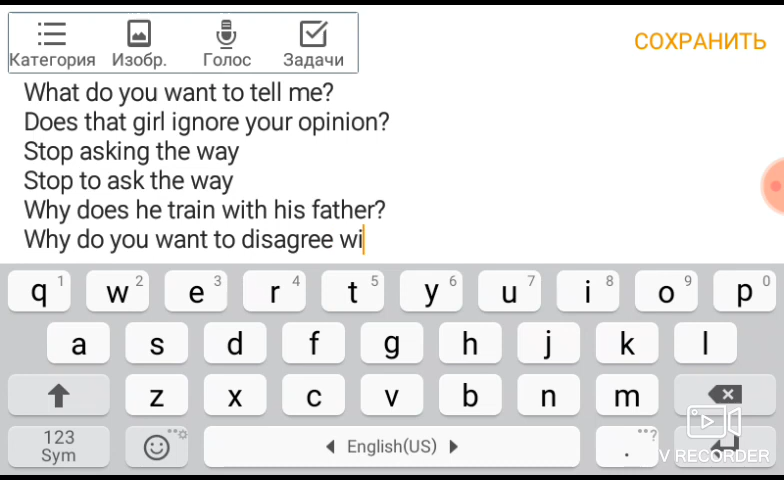 Категория Изобр. Голос Задачи СОХРАНИТЬ
What do you want to tell me?
Does that girl ignore your opinion?
Stop asking the way
Stop to ask the way
Why does he train with his father?
Why do you want to disagree wi
q 1 w 2 e 3 r 4 t 5 y 6 u 7 i 8 o 9 p 0
a s d f g h j k l
z x c v b n m
123 Sym English(US) . ?
V RECORDER